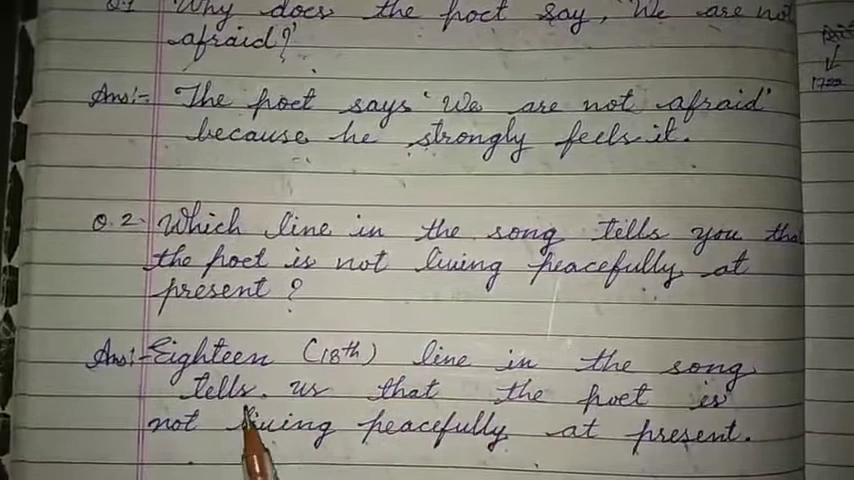 Q.1 Why does the poet say, 'We are not
afraid?'
Ans:- The poet says 'We are not afraid'
because he strongly feels it.
Q.2. Which line in the song tells you tha
the poet is not living peacefully at
present?
Ans:- Eighteen (18th) line in the song
tells us that the poet is
not living peacefully at present.